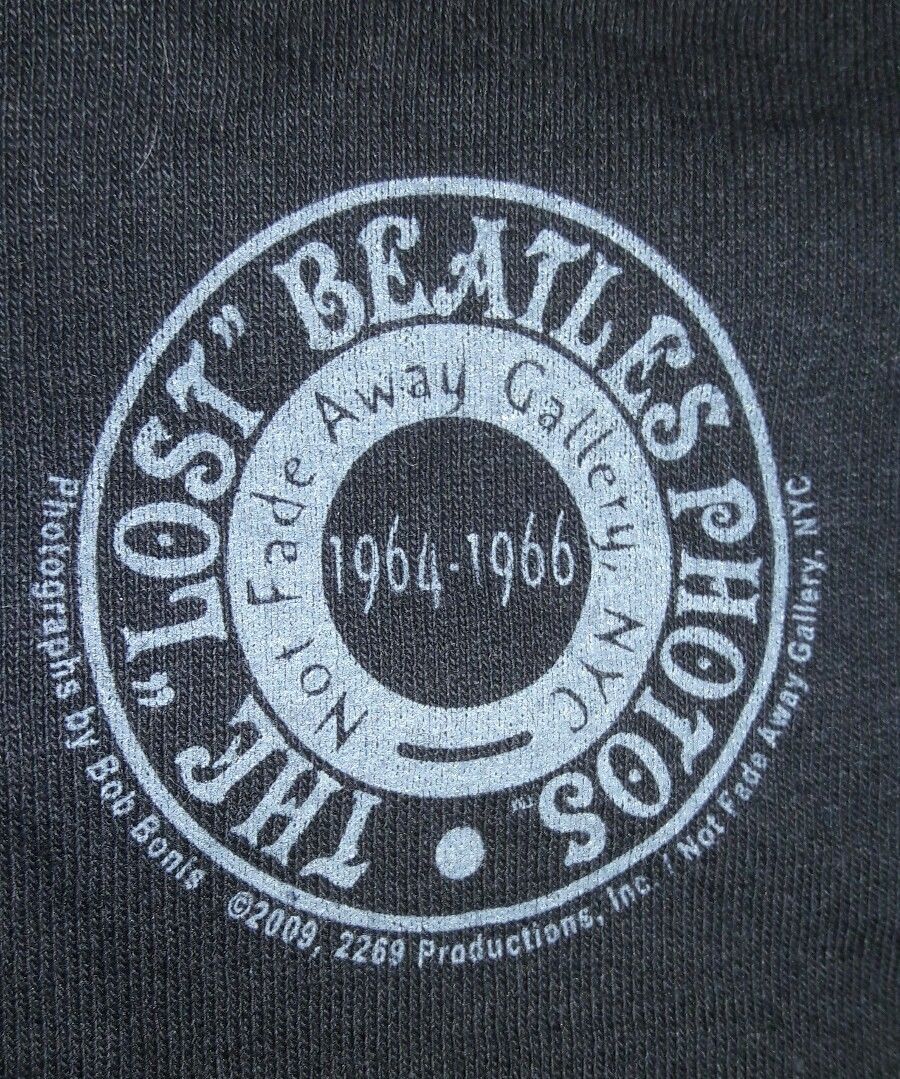 THE "LOST" BEATLES PHOTOS ™
Not Fade Away Gallery, NYC
1964-1966
Photographs by Bob Bonis ©2009, 2269 Productions, Inc. / Not Fade Away Gallery, NYC